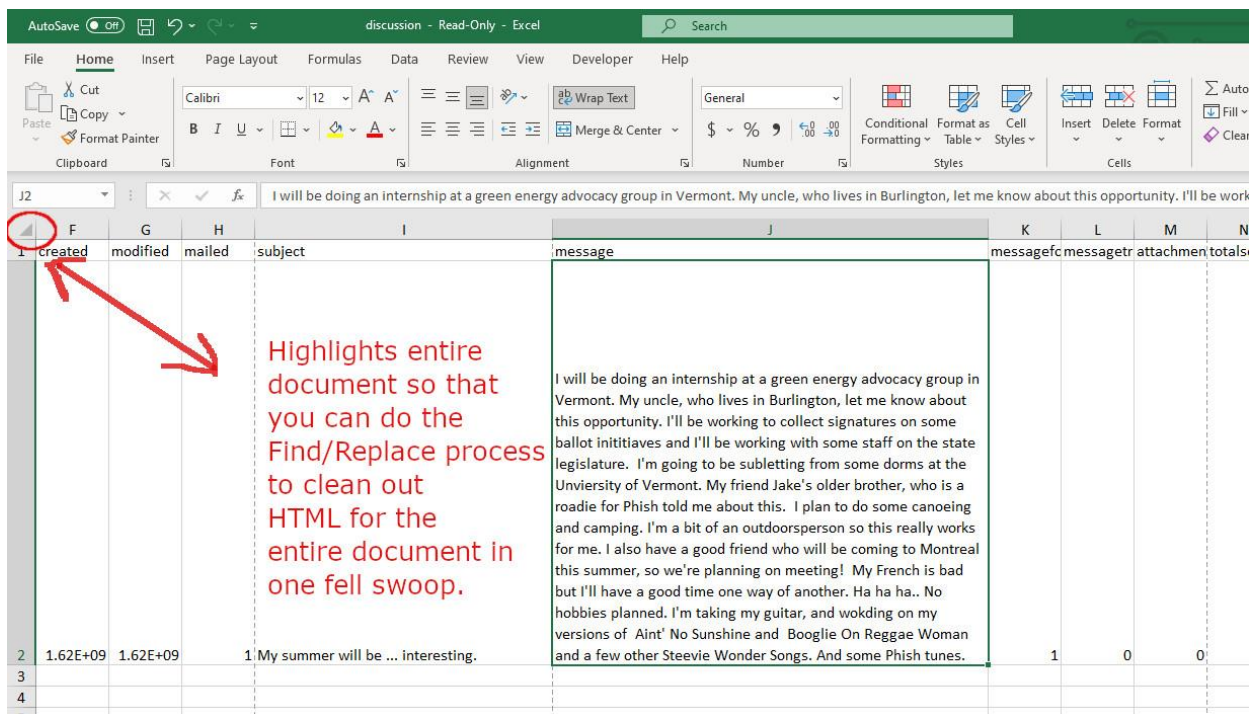 AutoSave Off discussion - Read-Only - Excel Search
File Home Insert Page Layout Formulas Data Review View Developer Help
Cut Calibri 12 A A ab Wrap Text General Auto
Paste Copy Conditional Format as Cell Insert Delete Format Fill
Format Painter B I U A Merge & Center $ % 9 .00 .0 Formatting Table Styles Clear
Clipboard Font Alignment Number Styles Cells
J2 fx I will be doing an internship at a green energy advocacy group in Vermont. My uncle, who lives in Burlington, let me know about this opportunity. I'll be work
F G H I J K L M N
1 created modified mailed subject message messagefc messagetr attachmen totals
Highlights entire
document so that
you can do the
Find/Replace process
to clean out
HTML for the
entire document in
one fell swoop.
I will be doing an internship at a green energy advocacy group in
Vermont. My uncle, who lives in Burlington, let me know about
this opportunity. I'll be working to collect signatures on some
ballot inititiaves and I'll be working with some staff on the state
legislature. I'm going to be subletting from some dorms at the
Unviersity of Vermont. My friend Jake's older brother, who is a
roadie for Phish told me about this. I plan to do some canoeing
and camping. I'm a bit of an outdoorsperson so this really works
for me. I also have a good friend who will be coming to Montreal
this summer, so we're planning on meeting! My French is bad
but I'll have a good time one way of another. Ha ha ha.. No
hobbies planned. I'm taking my guitar, and wokding on my
versions of Aint' No Sunshine and Booglie On Reggae Woman
and a few other Steevie Wonder Songs. And some Phish tunes.
2 1.62E+09 1.62E+09 1 My summer will be ... interesting. 1 0 0
3
4